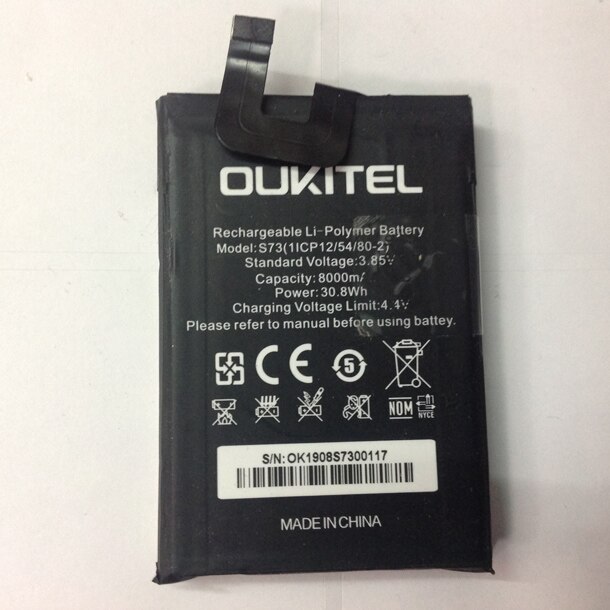 OUKITEL
Rechargeable Li-Polymer Battery
Model:S73(1ICP12/54/80-2)
Standard Voltage:3.85V
Capacity:8000mA
Power:30.8Wh
Charging Voltage Limit:4.4V
Please refer to manual before using battey.
CE 5
NOM NYCE
S/N:OK1908S7300117
MADE IN CHINA